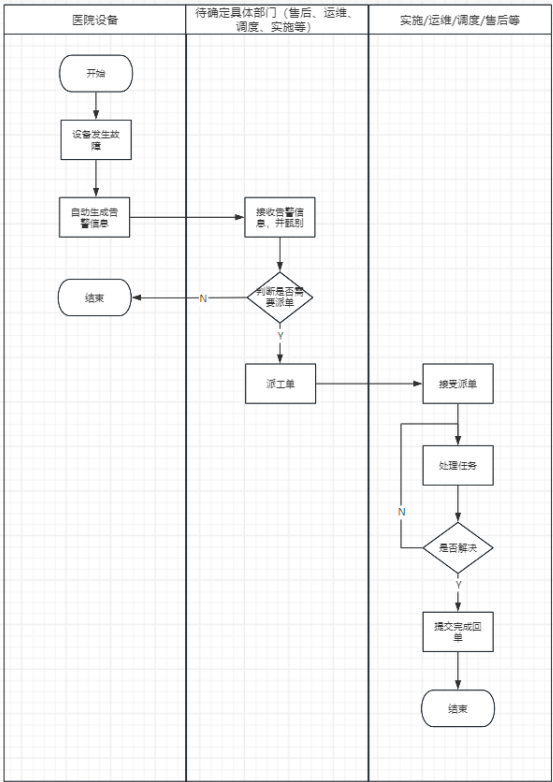 医院设备
待确定具体部门（售后、运维、
调度、实施等）
实施/运维/调度/售后等
开始
设备发生故
障
自动生成告
警信息
接收告警信
息，并甄别
判断是否需
要派单
N
结束
Y
派工单
接受派单
处理任务
N
是否解决
Y
提交完成回
单
结束